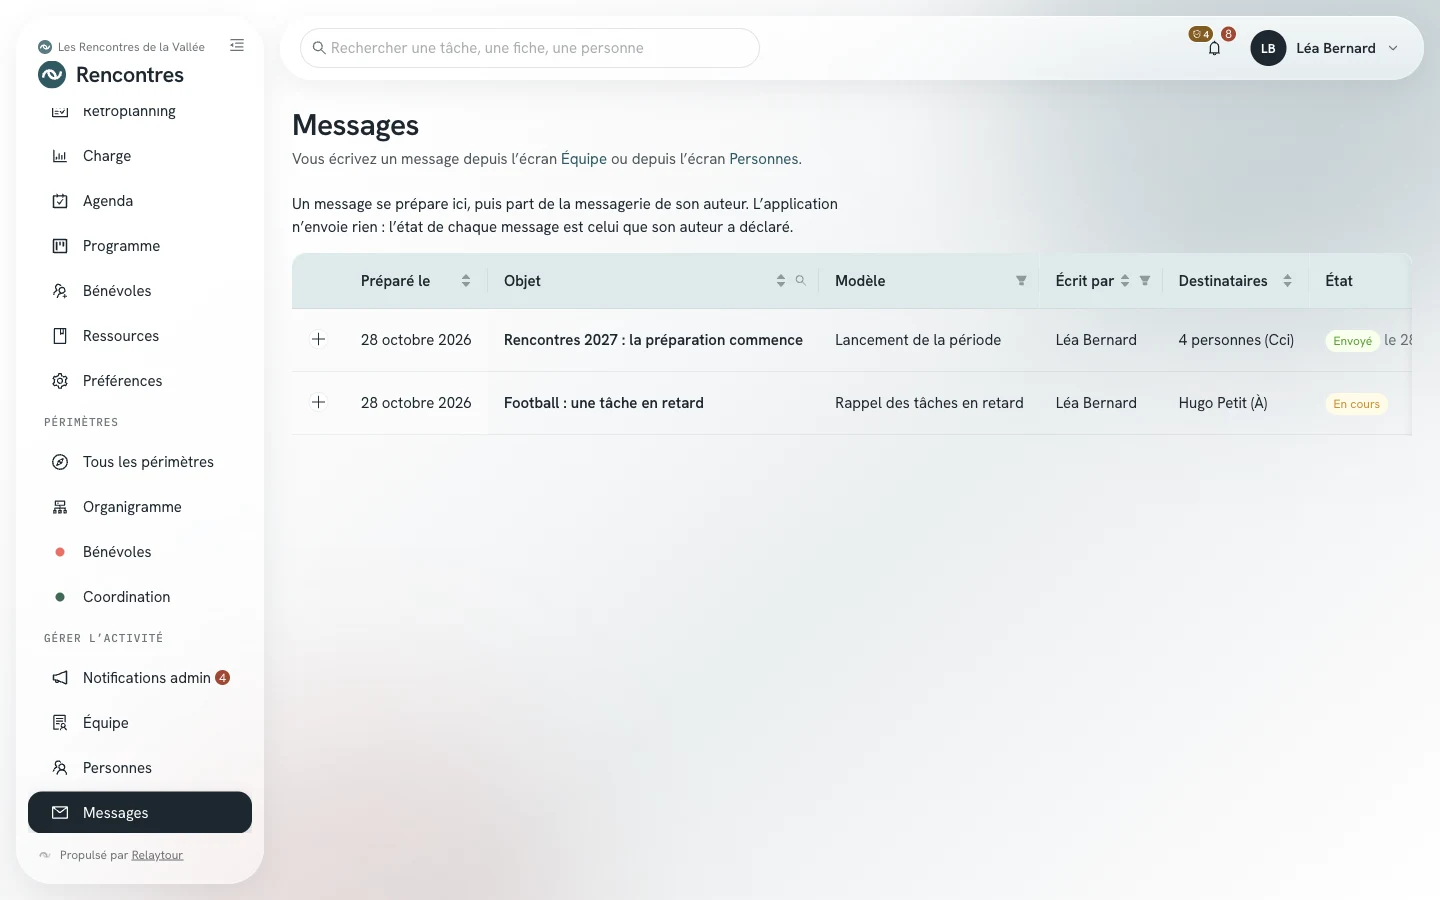 Les Rencontres de la Vallée
Rencontres
Rétroplanning
Charge
Agenda
Programme
Bénévoles
Ressources
Préférences
PÉRIMÈTRES
Tous les périmètres
Organigramme
Bénévoles
Coordination
GÉRER L’ACTIVITÉ
Notifications admin 4
Équipe
Personnes
Messages
Propulsé par Relaytour
Rechercher une tâche, une fiche, une personne
4 8
LB Léa Bernard
Messages
Vous écrivez un message depuis l’écran Équipe ou depuis l’écran Personnes.
Un message se prépare ici, puis part de la messagerie de son auteur. L’application
n’envoie rien : l’état de chaque message est celui que son auteur a déclaré.
Préparé le Objet Modèle Écrit par Destinataires État
28 octobre 2026 Rencontres 2027 : la préparation commence Lancement de la période Léa Bernard 4 personnes (Cci) Envoyé le 28
28 octobre 2026 Football : une tâche en retard Rappel des tâches en retard Léa Bernard Hugo Petit (À) En cours